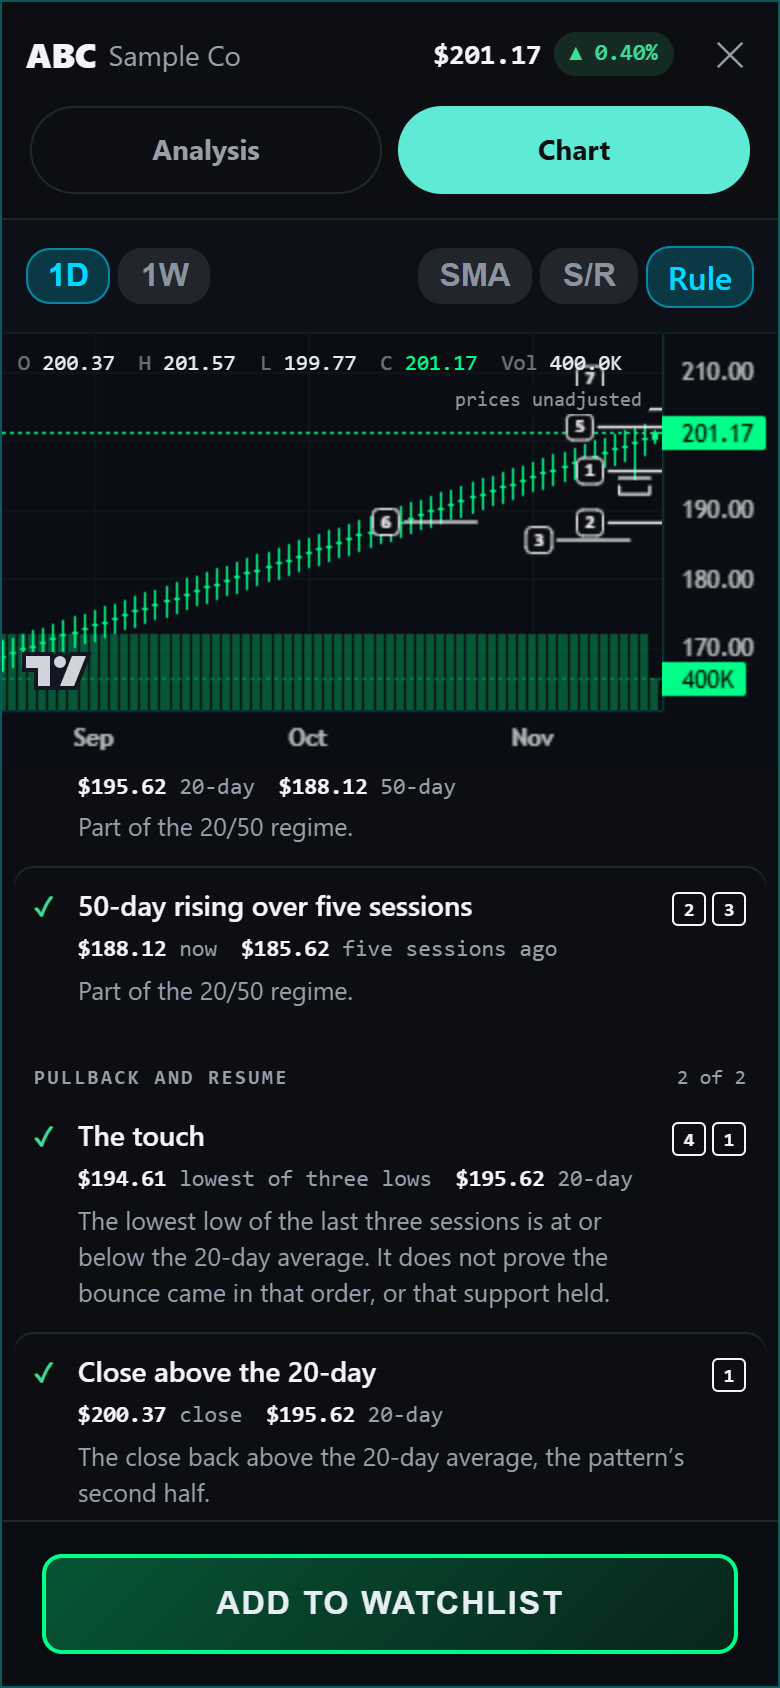 ABC Sample Co $201.17 ▲ 0.40%
Analysis Chart
1D 1W SMA S/R Rule
O 200.37 H 201.57 L 199.77 C 201.17 Vol 400.0K
7
prices unadjusted
210.00
5
201.17
1
190.00
6
2
3
180.00
170.00
400K
Sep Oct Nov
$195.62 20-day $188.12 50-day
Part of the 20/50 regime.
✓ 50-day rising over five sessions 2 3
$188.12 now $185.62 five sessions ago
Part of the 20/50 regime.
PULLBACK AND RESUME 2 of 2
✓ The touch 4 1
$194.61 lowest of three lows $195.62 20-day
The lowest low of the last three sessions is at or
below the 20-day average. It does not prove the
bounce came in that order, or that support held.
✓ Close above the 20-day 1
$200.37 close $195.62 20-day
The close back above the 20-day average, the pattern’s
second half.
ADD TO WATCHLIST